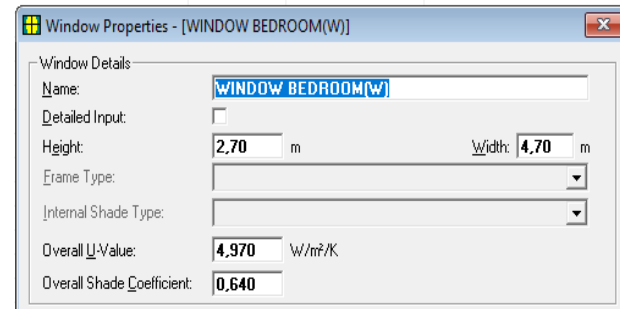 Window Properties - [WINDOW BEDROOM(W)]
Window Details
Name: WINDOW BEDROOM(W)
Detailed Input:
Height: 2,70 m Width: 4,70 m
Frame Type:
Internal Shade Type:
Overall U-Value: 4,970 W/m²/K
Overall Shade Coefficient: 0,640